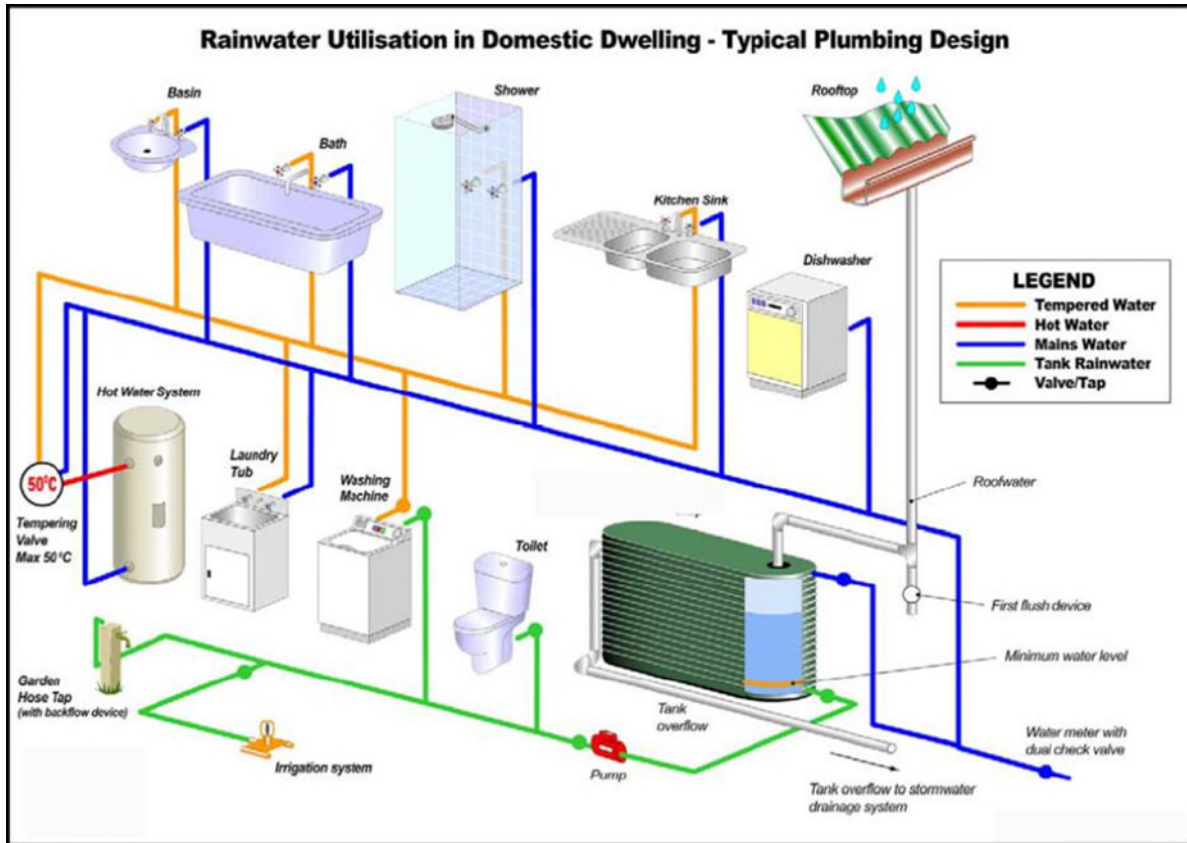 Rainwater Utilisation in Domestic Dwelling - Typical Plumbing Design
Basin
Bath
Shower
Rooftop
Kitchen Sink
Dishwasher
LEGEND
Tempered Water
Hot Water
Mains Water
Tank Rainwater
Valve/Tap
Hot Water System
50°C
Tempering
Valve
Max 50°C
Laundry
Tub
Washing
Machine
Toilet
Roofwater
First flush device
Minimum water level
Garden
Hose Tap
(with backflow device)
Irrigation system
Pump
Tank
overflow
Water meter with
dual check valve
Tank overflow to stormwater
drainage system